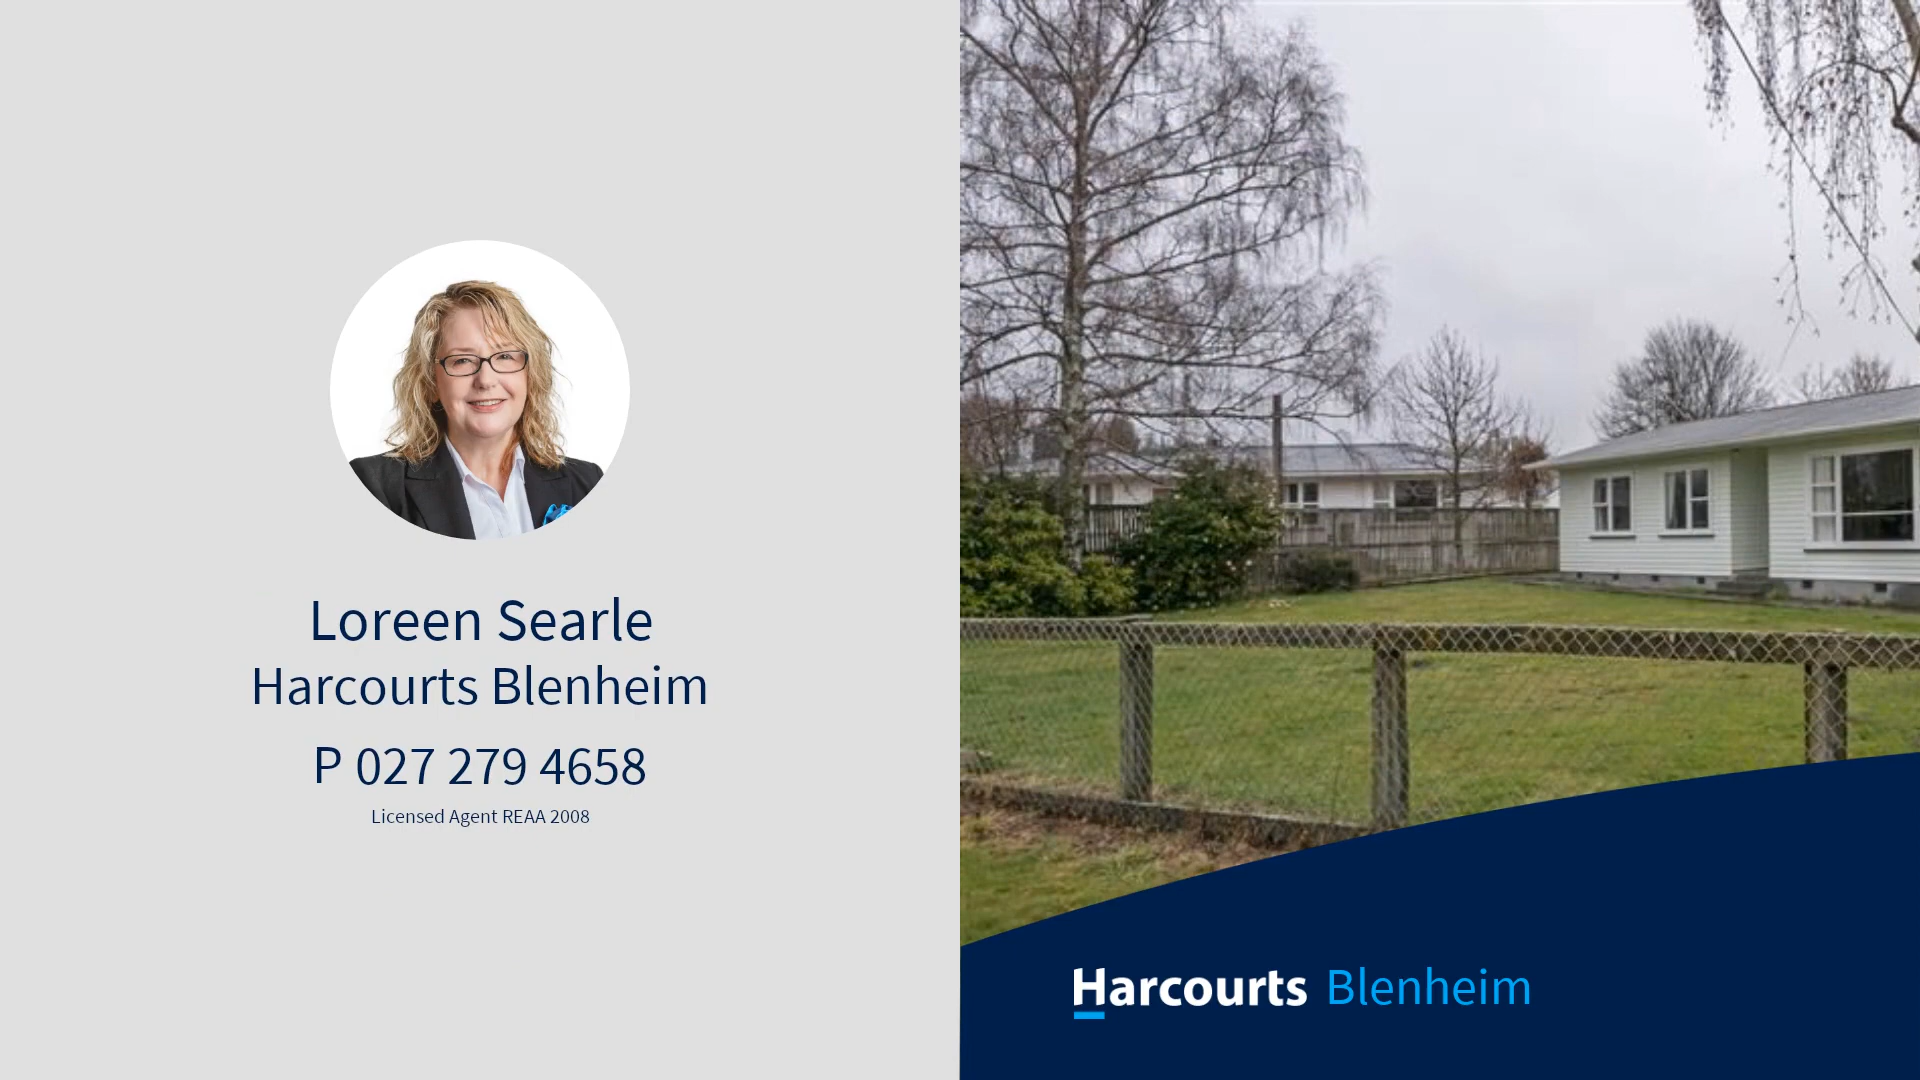 Loreen Searle
Harcourts Blenheim
P 027 279 4658
Licensed Agent REAA 2008
Harcourts Blenheim